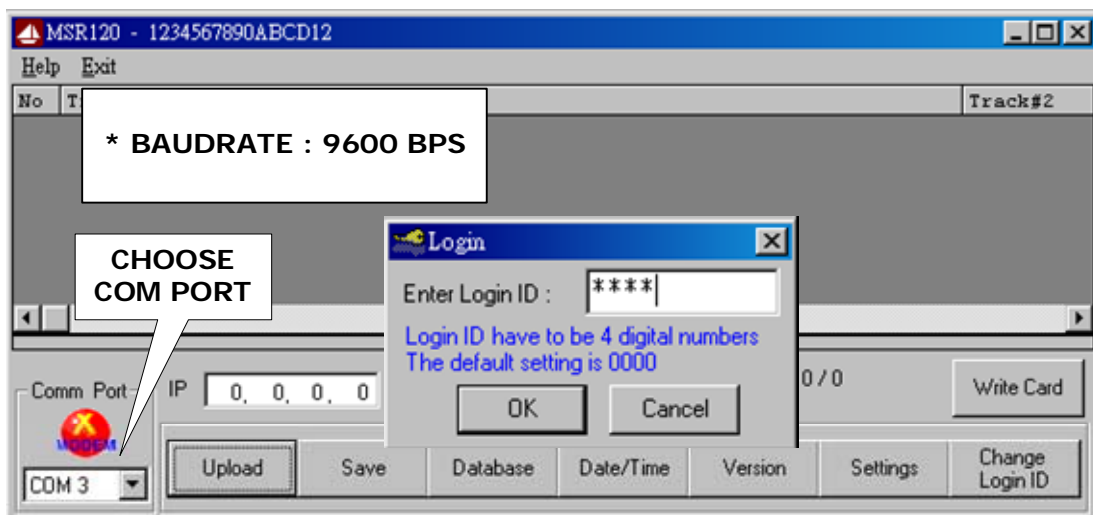 MSR120 - 1234567890ABCD12
Help Exit
No
Track#2
* BAUDRATE : 9600 BPS
CHOOSE
COM PORT
Login
Enter Login ID : ****
Login ID have to be 4 digital numbers
The default setting is 0000
OK Cancel
Comm Port
IP 0, 0, 0, 0
0 / 0
Write Card
MODEM
COM 3
Upload Save Database Date/Time Version Settings Change
Login ID